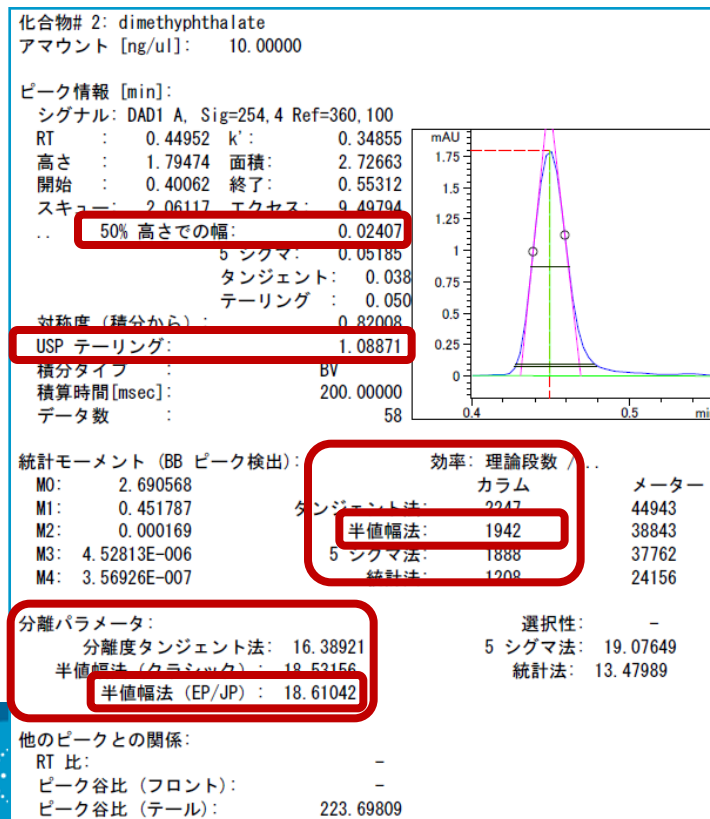 化合物# 2: dimethyphthalate
アマウント [ng/ul]: 10.00000
ピーク情報 [min]:
シグナル: DAD1 A, Sig=254,4 Ref=360,100
RT : 0.44952 k': 0.34855
高さ : 1.79474 面積: 2.72663
開始 : 0.40062 終了: 0.55312
スキュー: 2.06117 エクセス: 9.49794
.. 50% 高さでの幅: 0.02407
5 シグマ: 0.05185
タンジェント: 0.038
テーリング : 0.050
対称度 (積分から): 0.82008
USP テーリング: 1.08871
積分タイプ : BV
積算時間[msec]: 200.00000
データ数 : 58
mAU
1.75
1.5
1.25
1
0.75
0.5
0.25
0
0.4 0.5 mi
統計モーメント (BB ピーク検出): 効率: 理論段数 /..
カラム メーター
M0: 2.690568
M1: 0.451787 タンジェント法: 2247 44943
M2: 0.000169 半値幅法: 1942 38843
M3: 4.52813E-006 5 シグマ法: 1888 37762
M4: 3.56926E-007 統計法: 1208 24156
分離パラメータ: 選択性: -
分離度タンジェント法: 16.38921 5 シグマ法: 19.07649
半値幅法 (クラシック) : 18.53156 統計法: 13.47989
半値幅法 (EP/JP) : 18.61042
他のピークとの関係:
RT 比: -
ピーク谷比 (フロント): -
ピーク谷比 (テール): 223.69809